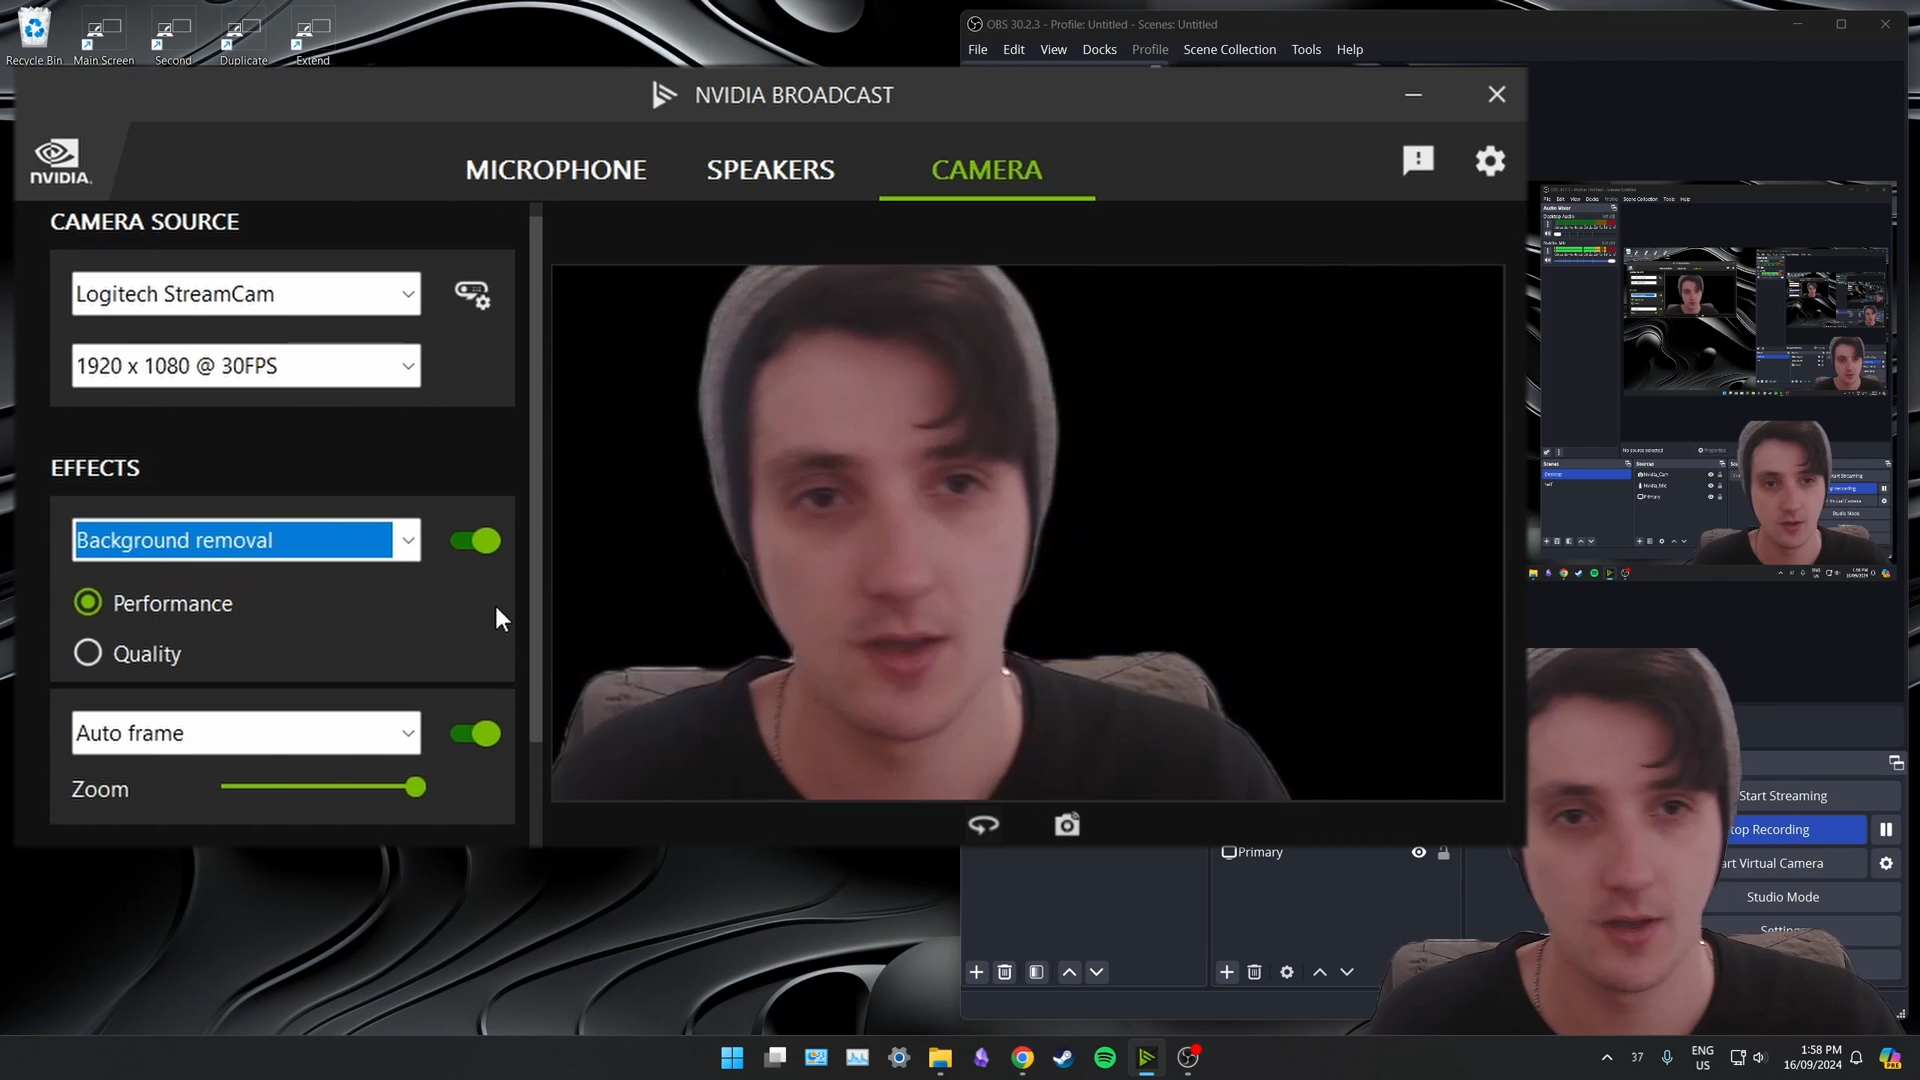 Recycle Bin
Main Screen
Second
Duplicate
Extend
OBS 30.2.3 - Profile: Untitled - Scenes: Untitled
File Edit View Docks Profile Scene Collection Tools Help
NVIDIA BROADCAST
NVIDIA.
MICROPHONE SPEAKERS CAMERA
CAMERA SOURCE
Logitech StreamCam
1920 x 1080 @ 30FPS
EFFECTS
Background removal
Performance
Quality
Auto frame
Zoom
Primary
Start Streaming
top Recording
art Virtual Camera
Studio Mode
Setting
37
ENG
US
1:58 PM
16/09/2024
PRE